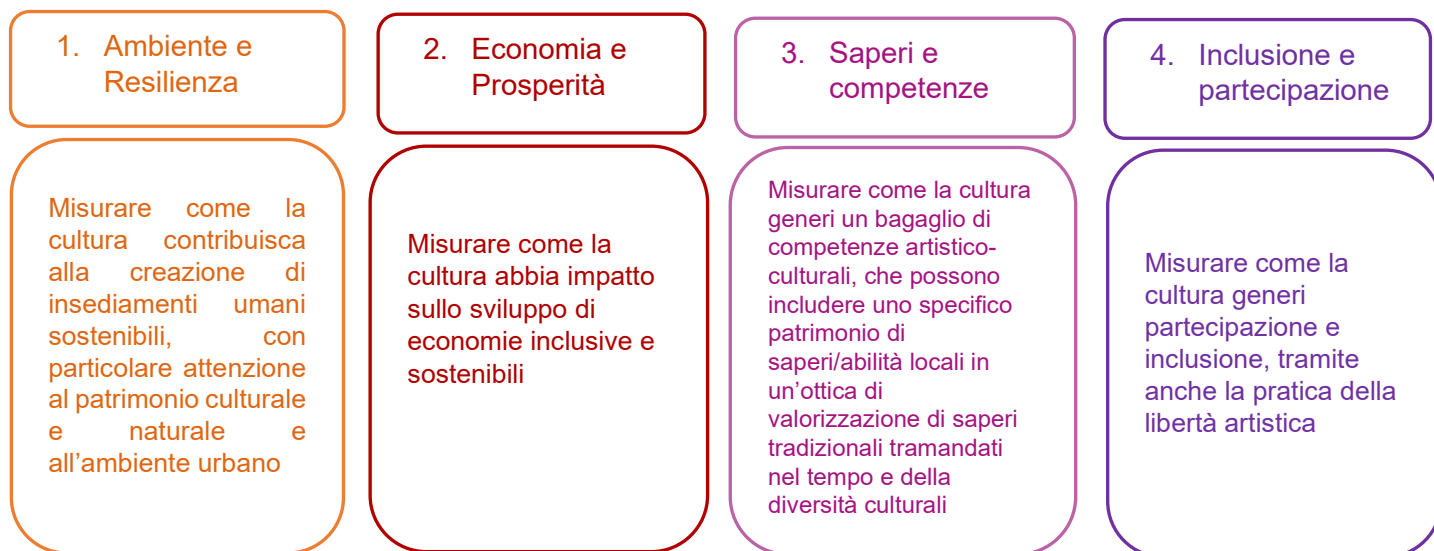 1. Ambiente e
Resilienza
Misurare come la
cultura contribuisca
alla creazione di
insediamenti umani
sostenibili, con
particolare attenzione
al patrimonio culturale
e naturale e
all’ambiente urbano
2. Economia e
Prosperità
Misurare come la
cultura abbia impatto
sullo sviluppo di
economie inclusive e
sostenibili
3. Saperi e
competenze
Misurare come la cultura
generi un bagaglio di
competenze artistico-
culturali, che possono
includere uno specifico
patrimonio di
saperi/abilità locali in
un’ottica di
valorizzazione di saperi
tradizionali tramandati
nel tempo e della
diversità culturali
4. Inclusione e
partecipazione
Misurare come la
cultura generi
partecipazione e
inclusione, tramite
anche la pratica della
libertà artistica